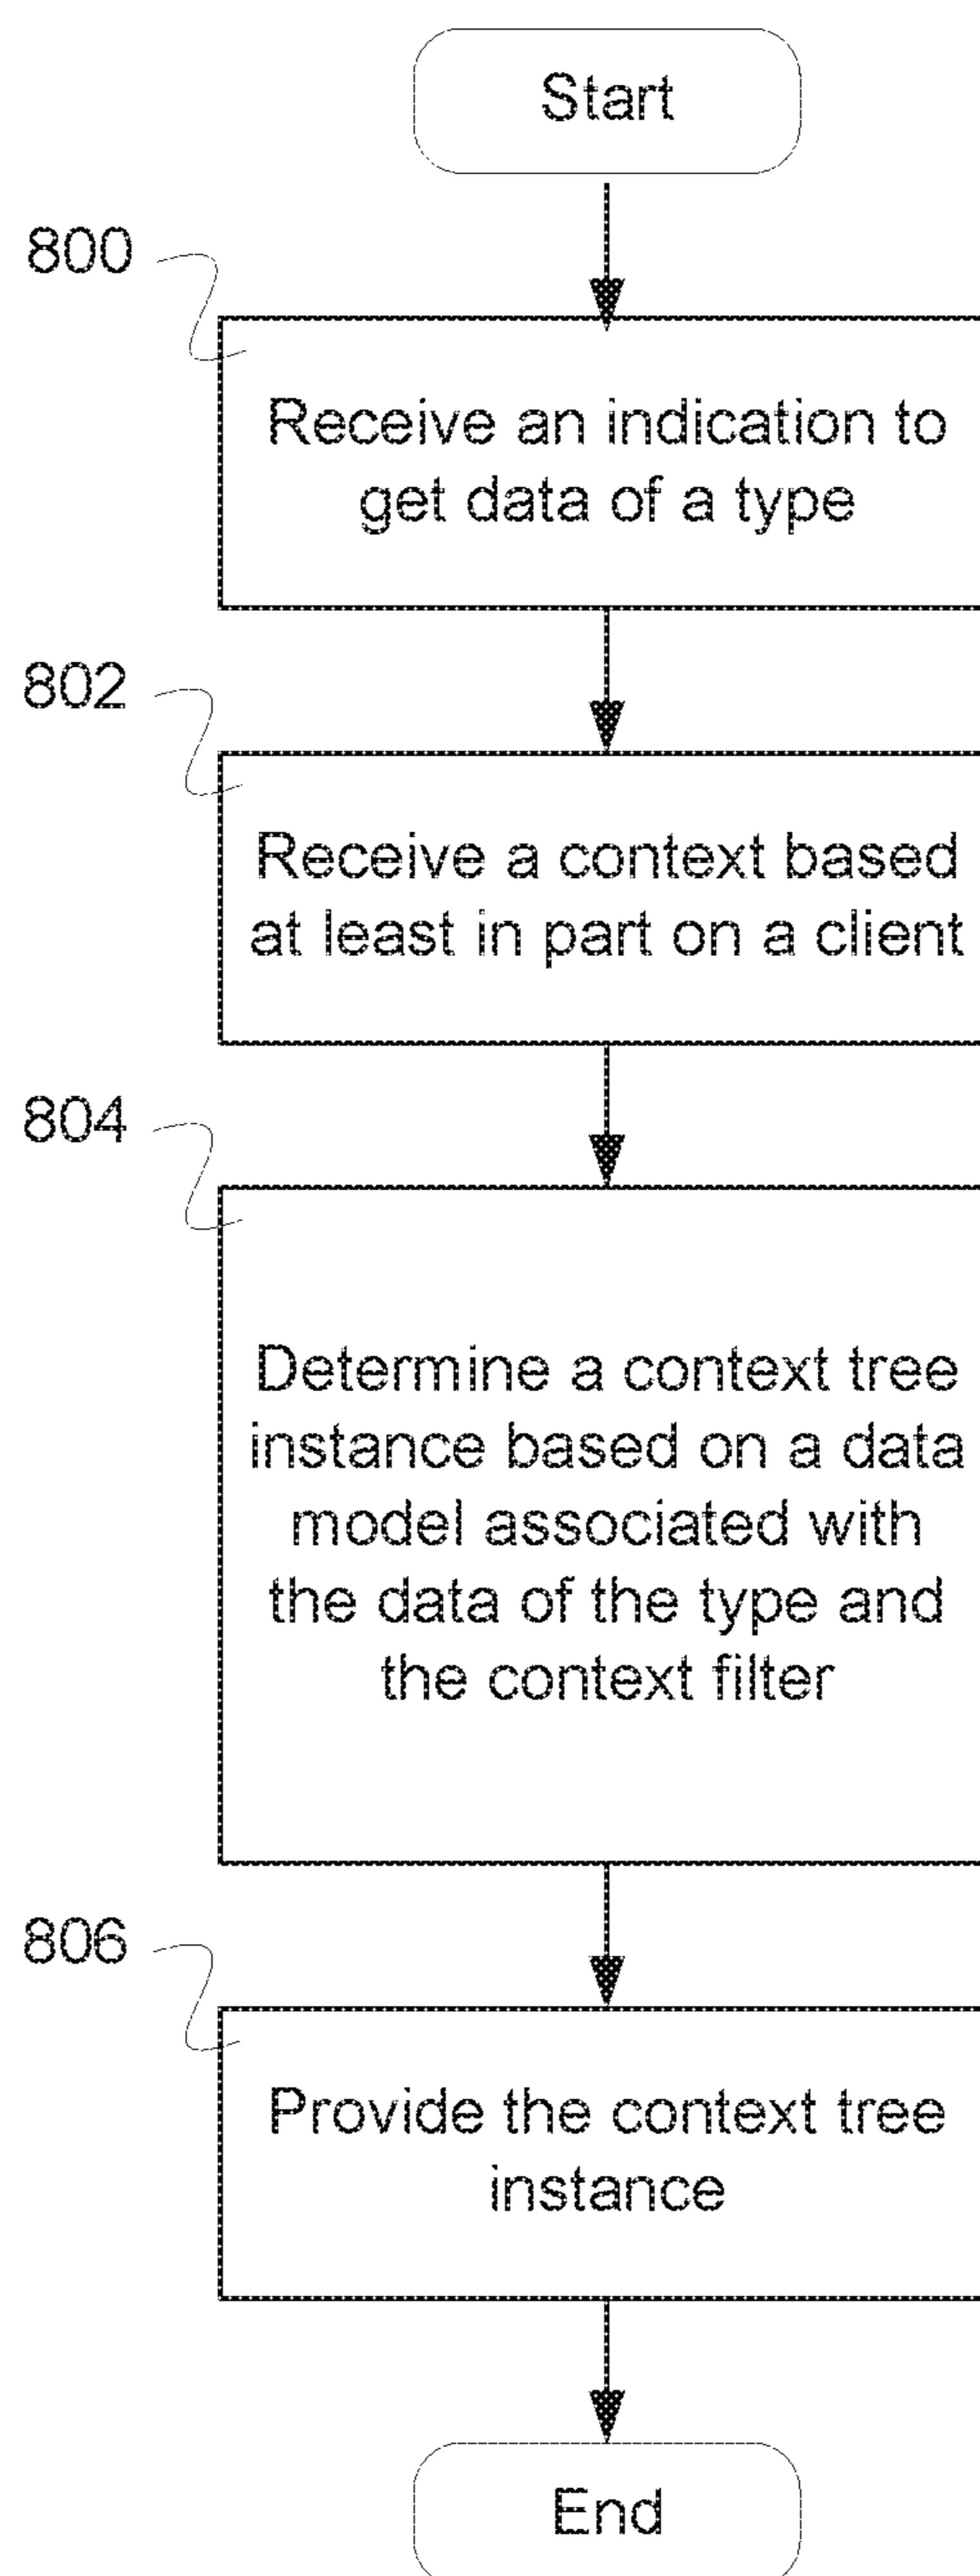 Start
800
Receive an indication to
get data of a type
802
Receive a context based
at least in part on a client
804
Determine a context tree
instance based on a data
model associated with
the data of the type and
the context filter
806
Provide the context tree
instance
End